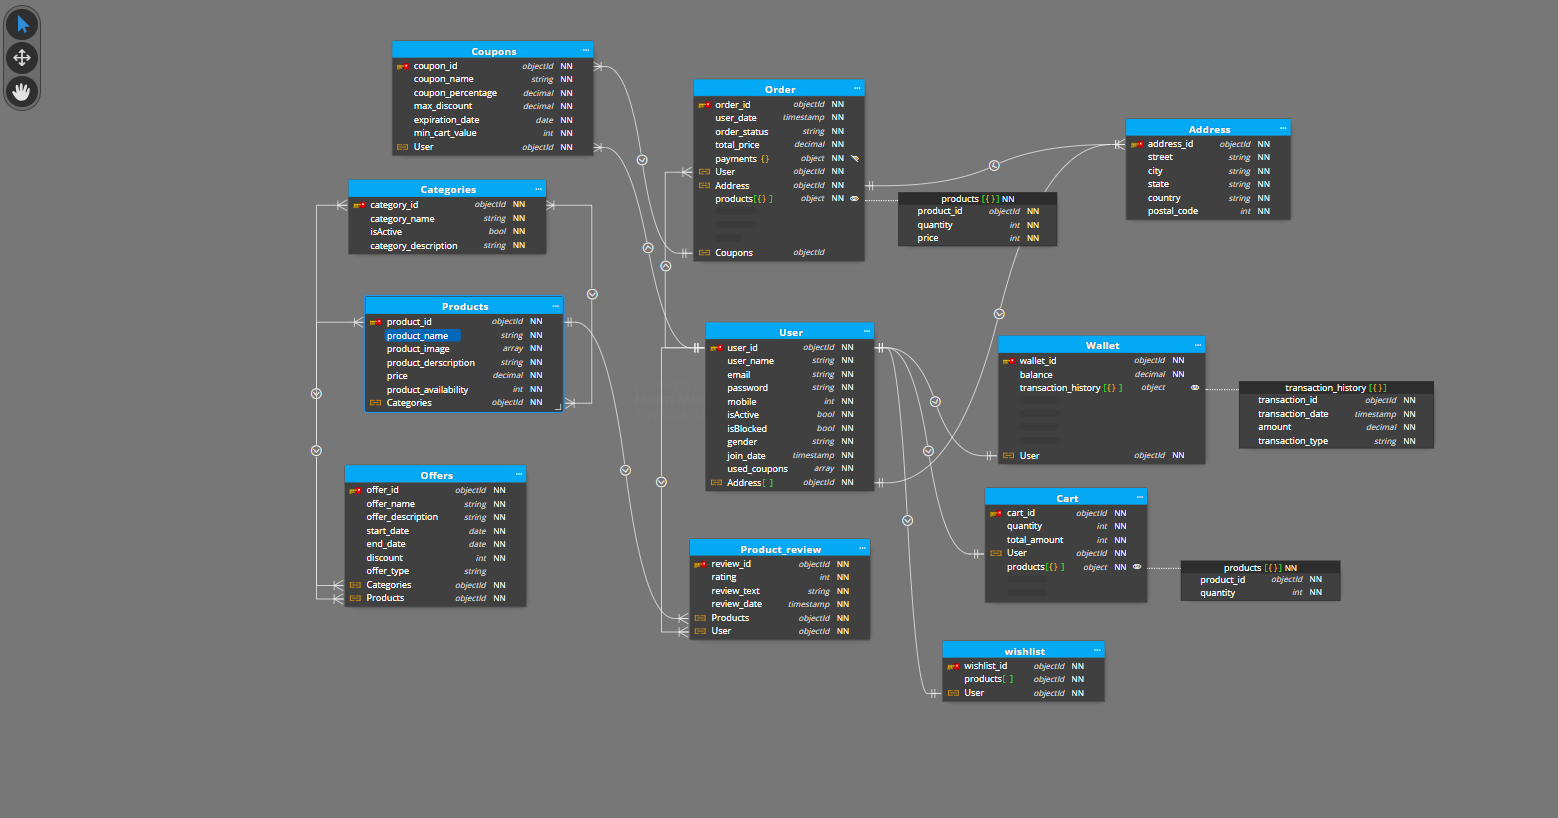 Coupons ...
coupon_id objectId NN
coupon_name string NN
coupon_percentage decimal NN
max_discount decimal NN
expiration_date date NN
min_cart_value int NN
User objectId NN
Order ...
order_id objectId NN
user_date timestamp NN
order_status string NN
total_price decimal NN
payments {} object NN
User objectId NN
Address objectId NN
products[{} ] object NN
Coupons objectId
products [{}] NN
product_id objectId NN
quantity int NN
price int NN
Address ...
address_id objectId NN
street string NN
city string NN
state string NN
country string NN
postal_code int NN
Categories ...
category_id objectId NN
category_name string NN
isActive bool NN
category_description string NN
Products ...
product_id objectId NN
product_name string NN
product_image array NN
product_derscription string NN
price decimal NN
product_availability int NN
Categories objectId NN
User ...
user_id objectId NN
user_name string NN
email string NN
password string NN
mobile int NN
isActive bool NN
isBlocked bool NN
gender string NN
join_date timestamp NN
used_coupons array NN
Address[ ] objectId NN
Wallet ...
wallet_id objectId NN
balance decimal NN
transaction_history [{} ] object
User objectId NN
transaction_history [{}]
transaction_id objectId NN
transaction_date timestamp NN
amount decimal NN
transaction_type string NN
Offers ...
offer_id objectId NN
offer_name string NN
offer_description string NN
start_date date NN
end_date date NN
discount int NN
offer_type string
Categories objectId NN
Products objectId NN
Product_review ...
review_id objectId NN
rating int NN
review_text string NN
review_date timestamp NN
Products objectId NN
User objectId NN
Cart ...
cart_id objectId NN
quantity int NN
total_amount int NN
User objectId NN
products[{} ] object NN
products [{}] NN
product_id objectId NN
quantity int NN
wishlist ...
wishlist_id objectId NN
products[ ] objectId NN
User objectId NN